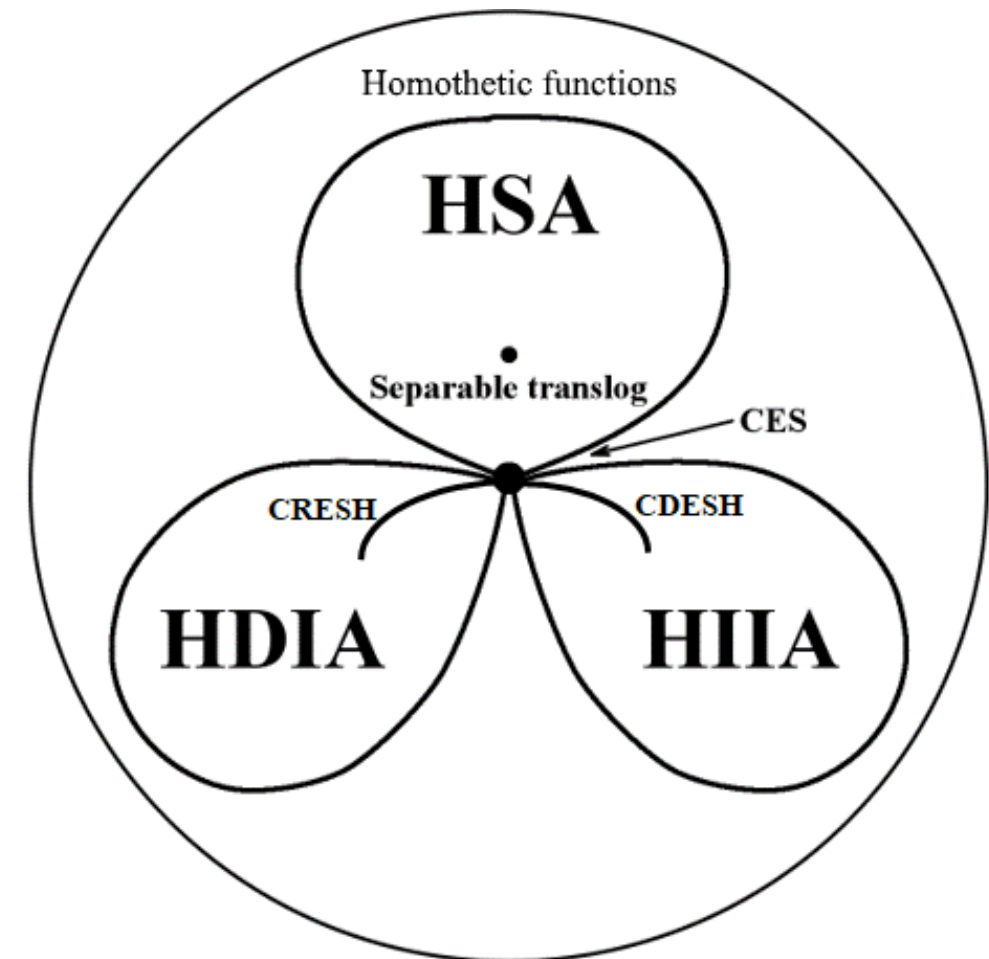 Homothetic functions
HSA
Separable translog
CES
CRESH
CDESH
HDIA
HIIA